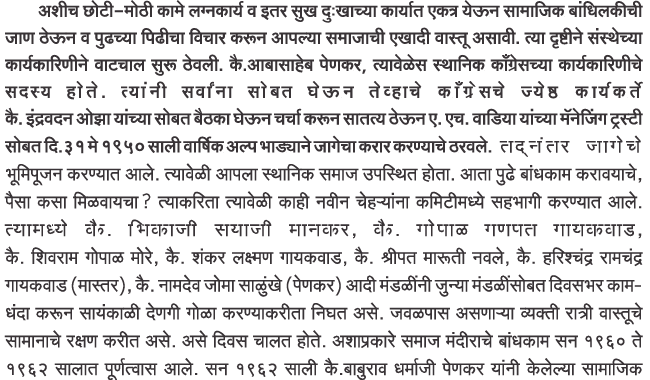 अशीच छोटी-मोठी कामे लग्नकार्य व इतर सुख दुःखाच्या कार्यात एकत्र येऊन सामाजिक बांधिलकीची
जाण ठेऊन व पुढच्या पिढीचा विचार करून आपल्या समाजाची एखादी वास्तू असावी. त्या दृष्टीने संस्थेच्या
कार्यकारिणीने वाटचाल सुरू ठेवली. कै.आबासाहेब पेणकर, त्यावेळेस स्थानिक काँग्रेसच्या कार्यकारिणीचे
सदस्य होते. त्यांनी सर्वांना सोबत घेऊन तेव्हाचे काँग्रेसचे ज्येष्ठ कार्यकर्ते
कै. इंद्रवदन ओझा यांच्या सोबत बैठका घेऊन चर्चा करून सातत्य ठेऊन ए. एच. वाडिया यांच्या मॅनेजिंग ट्रस्टी
सोबत दि.३१ मे १९५० साली वार्षिक अल्प भाड्याने जागेचा करार करण्याचे ठरवले. तद्नंतर जागेचे
भूमिपूजन करण्यात आले. त्यावेळी आपला स्थानिक समाज उपस्थित होता. आता पुढे बांधकाम करावयाचे,
पैसा कसा मिळवायचा? त्याकरिता त्यावेळी काही नवीन चेहऱ्यांना कमिटीमध्ये सहभागी करण्यात आले.
त्यामध्ये कै. भिकाजी सयाजी मानकर, कै. गोपाळ गणपत गायकवाड,
कै. शिवराम गोपाळ मोरे, कै. शंकर लक्ष्मण गायकवाड, कै. श्रीपत मारूती नवले, कै. हरिश्चंद्र रामचंद्र
गायकवाड (मास्तर), कै. नामदेव जोमा साळुंखे (पेणकर) आदी मंडळींनी जुन्या मंडळींसोबत दिवसभर काम-
धंदा करून सायंकाळी देणगी गोळा करण्याकरीता निघत असे. जवळपास असणाऱ्या व्यक्ती रात्री वास्तूचे
सामानाचे रक्षण करीत असे. असे दिवस चालत होते. अशाप्रकारे समाज मंदीराचे बांधकाम सन १९६० ते
१९६२ सालात पूर्णत्वास आले. सन १९६२ साली कै.बाबुराव धर्माजी पेणकर यांनी केलेल्या सामाजिक